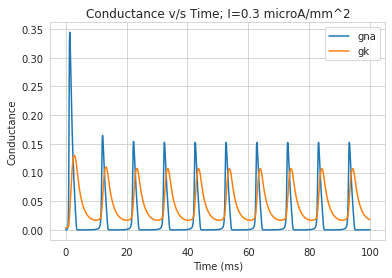 Conductance v/s Time; I=0.3 microA/mm^2
gna
gk
Conductance
0.35
0.30
0.25
0.20
0.15
0.10
0.05
0.00
0 20 40 60 80 100
Time (ms)